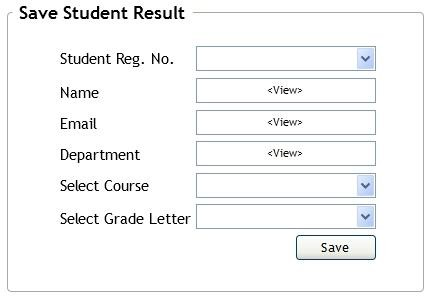 Save Student Result
Student Reg. No.
Name <View>
Email <View>
Department <View>
Select Course
Select Grade Letter
Save